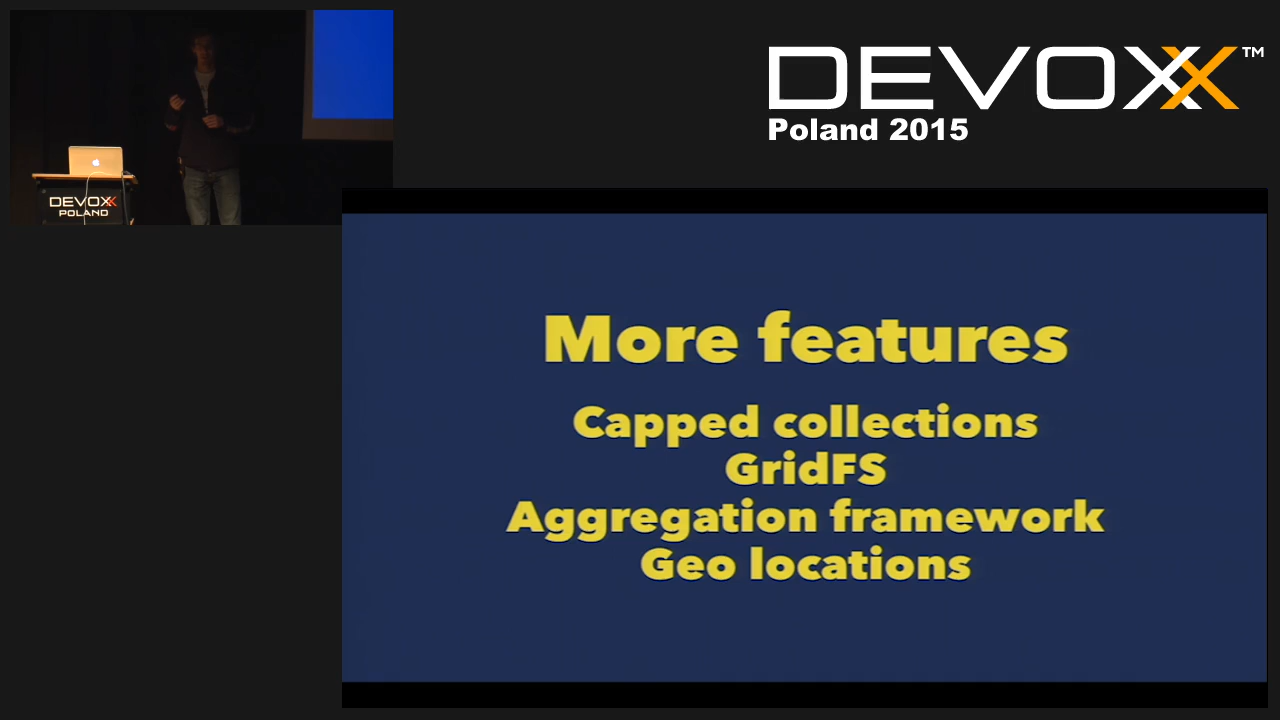 DEVOXX™
Poland 2015
DEVOXX
POLAND
More features
Capped collections
GridFS
Aggregation framework
Geo locations